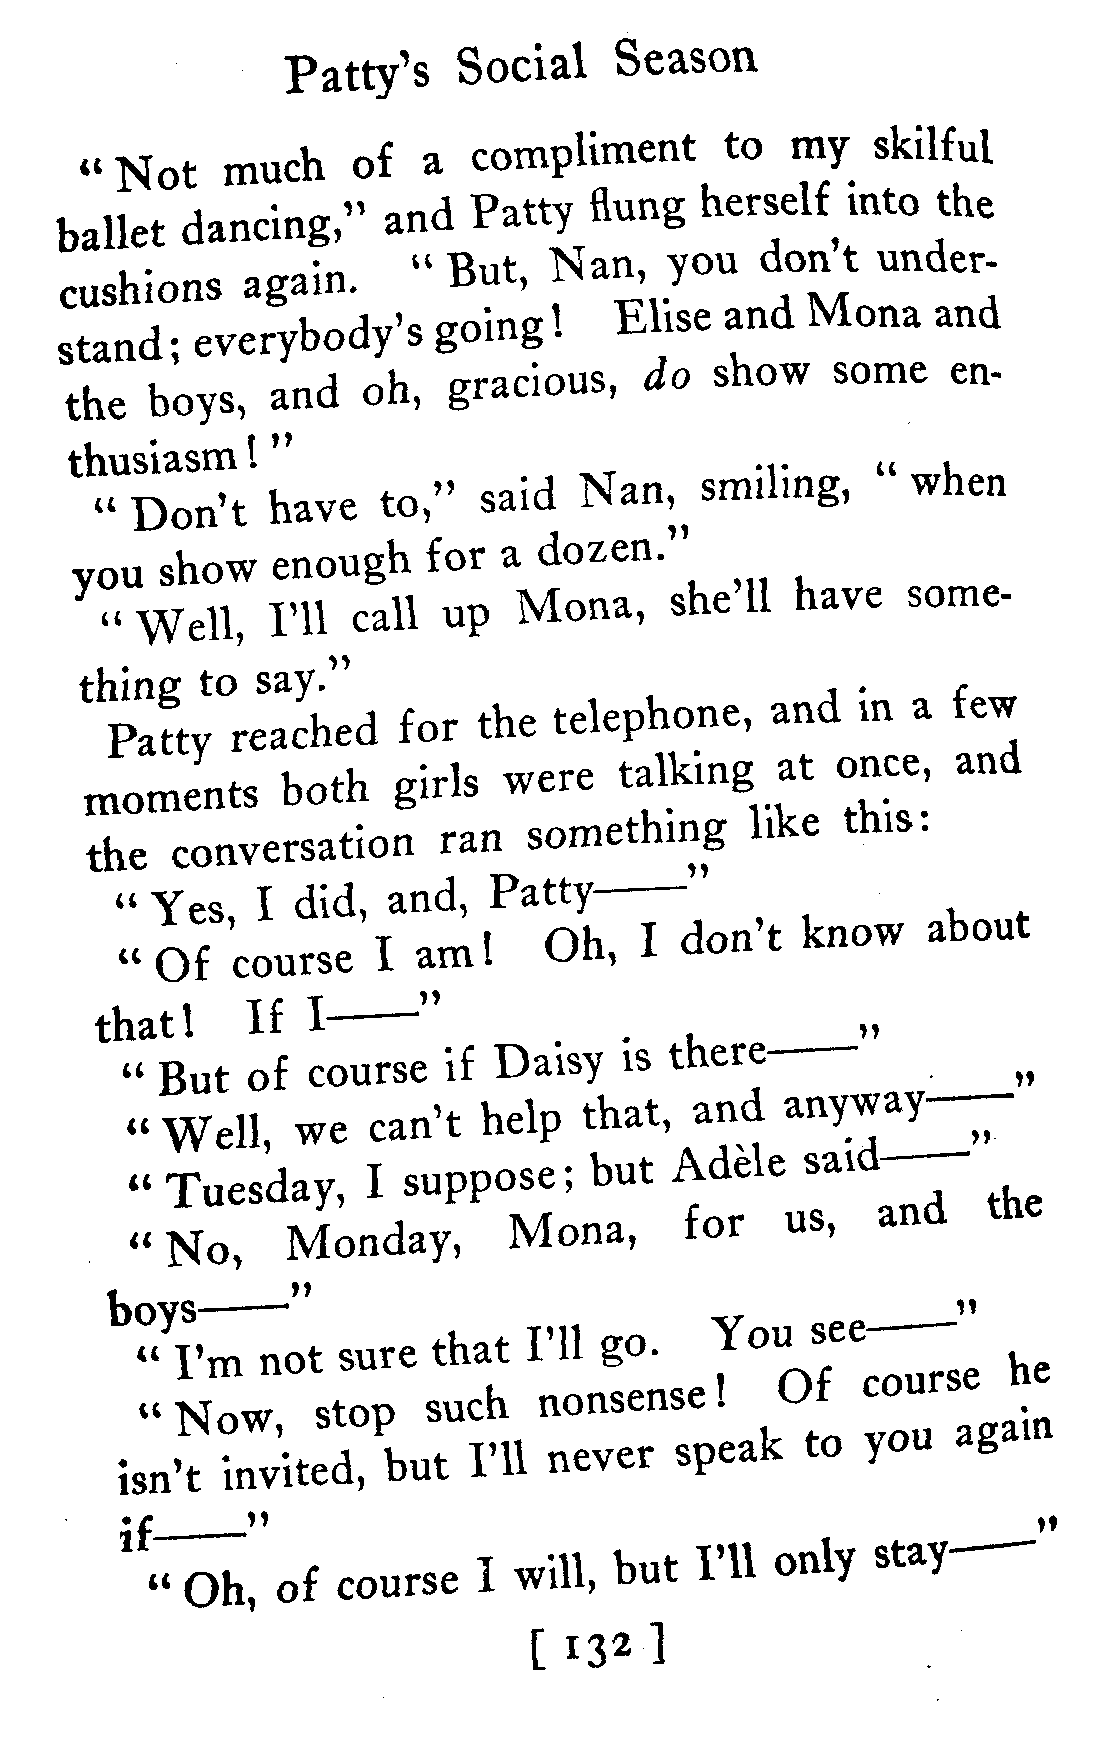 Patty's Social Season
“Not much of a compliment to my skilful
ballet dancing,” and Patty flung herself into the
cushions again. “But, Nan, you don't under-
stand; everybody's going! Elise and Mona and
the boys, and oh, gracious, do show some en-
thusiasm!”
“Don't have to,” said Nan, smiling, “when
you show enough for a dozen.”
“Well, I'll call up Mona, she'll have some-
thing to say.”
Patty reached for the telephone, and in a few
moments both girls were talking at once, and
the conversation ran something like this:
“Yes, I did, and, Patty——”
“Of course I am! Oh, I don't know about
that! If I——”
“But of course if Daisy is there——”
“Well, we can't help that, and anyway——”
“Tuesday, I suppose; but Adèle said——”
“No, Monday, Mona, for us, and the
boys——”
“I'm not sure that I'll go. You see——”
“Now, stop such nonsense! Of course he
isn't invited, but I'll never speak to you again
if——”
“Oh, of course I will, but I'll only stay——”
[ 132 ]